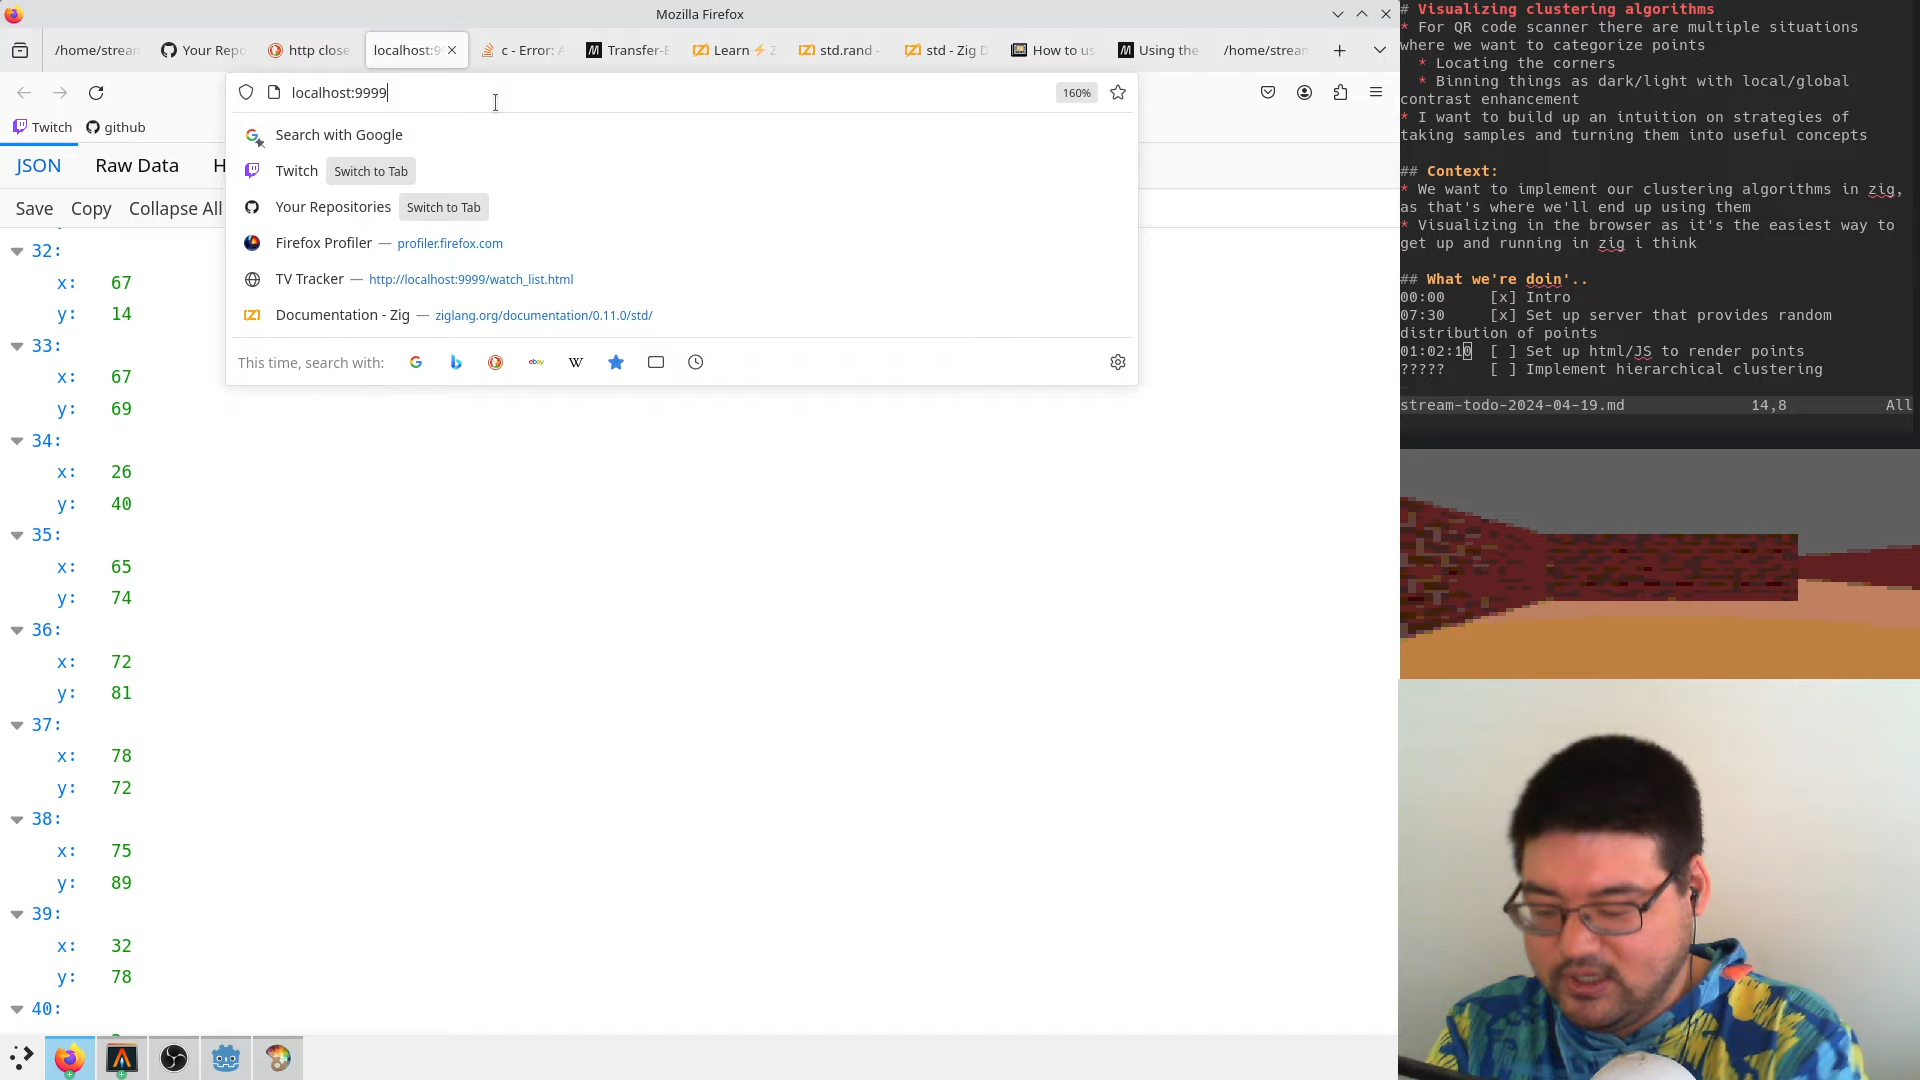 Mozilla Firefox
/home/strean
Your Repo
http close
localhost:99
c - Error: A
Transfer-E
Learn ⚡ Z
std.rand -
std - Zig D
How to us
Using the
/home/strean
localhost:9999
160%
Twitch
github
Search with Google
Twitch Switch to Tab
Your Repositories Switch to Tab
Firefox Profiler — profiler.firefox.com
TV Tracker — http://localhost:9999/watch_list.html
Documentation - Zig — ziglang.org/documentation/0.11.0/std/
This time, search with:
ebay
W
JSON
Raw Data
H
Save
Copy
Collapse All
32:
x: 67
y: 14
33:
x: 67
y: 69
34:
x: 26
y: 40
35:
x: 65
y: 74
36:
x: 72
y: 81
37:
x: 78
y: 72
38:
x: 75
y: 89
39:
x: 32
y: 78
40:
# Visualizing clustering algorithms
* For QR code scanner there are multiple situations
where we want to categorize points
* Locating the corners
* Binning things as dark/light with local/global
contrast enhancement
* I want to build up an intuition on strategies of
taking samples and turning them into useful concepts
## Context:
* We want to implement our clustering algorithms in zig,
as that's where we'll end up using them
* Visualizing in the browser as it's the easiest way to
get up and running in zig i think
## What we're doin'..
00:00 [x] Intro
07:30 [x] Set up server that provides random
distribution of points
01:02:10 [ ] Set up html/JS to render points
????? [ ] Implement hierarchical clustering
stream-todo-2024-04-19.md 14,8 All